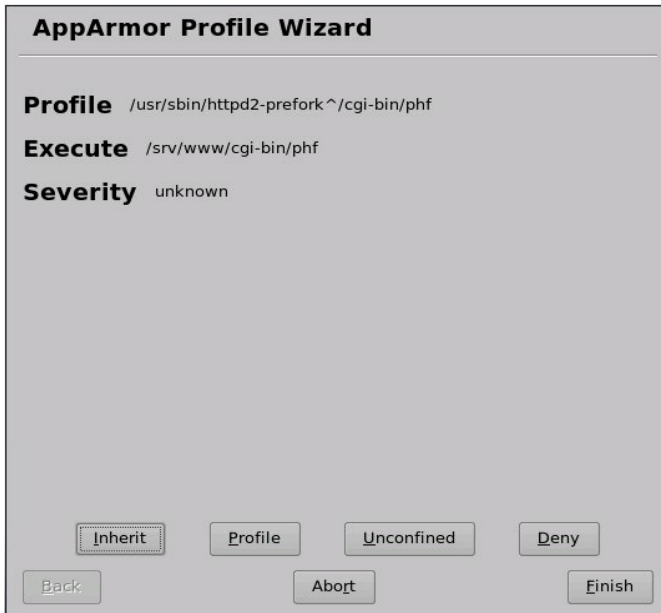 AppArmor Profile Wizard
Profile /usr/sbin/httpd2-prefork^/cgi-bin/phf
Execute /srv/www/cgi-bin/phf
Severity unknown
Inherit Profile Unconfined Deny
Back Abort Finish